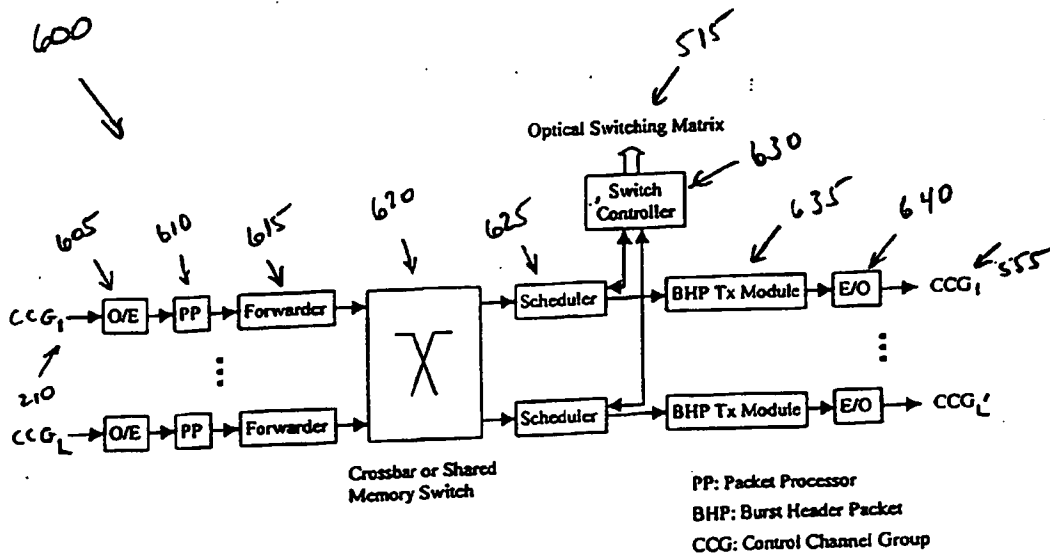 600
515
Optical Switching Matrix
630
Switch
Controller
605
610
615
620
625
635
640
555
CCG1
O/E
PP
Forwarder
Scheduler
BHP Tx Module
E/O
CCG1
210
CCGL
O/E
PP
Forwarder
Scheduler
BHP Tx Module
E/O
CCGL'
Crossbar or Shared
Memory Switch
PP: Packet Processor
BHP: Burst Header Packet
CCG: Control Channel Group